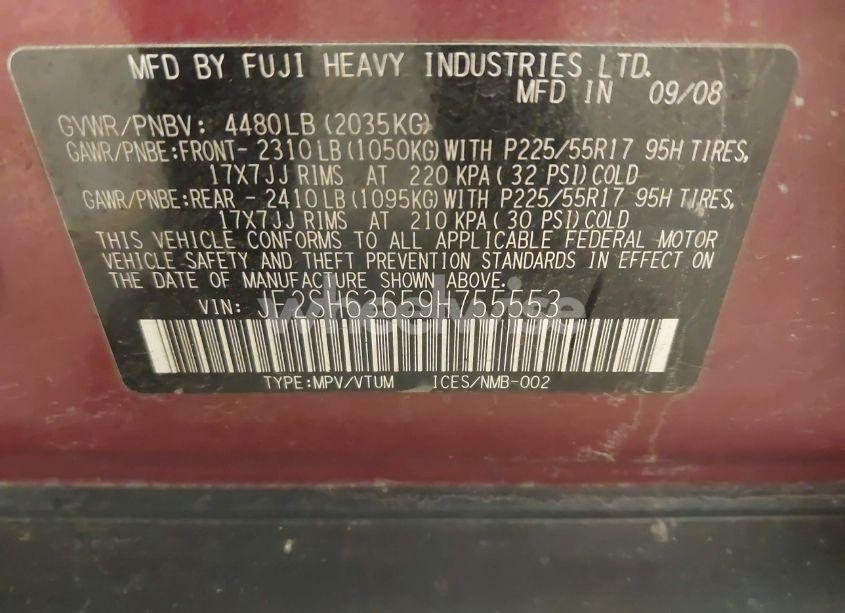 MFD BY FUJI HEAVY INDUSTRIES LTD.
MFD IN 09/08
GVWR/PNBV: 4480LB (2035KG)
GAWR/PNBE:FRONT- 2310LB (1050KG) WITH P225/55R17 95H TIRES,
17X7JJ RIMS AT 220 KPA ( 32 PSI) COLD
GAWR/PNBE:REAR - 2410LB (1095KG) WITH P225/55R17 95H TIRES,
17X7JJ RIMS AT 210 KPA ( 30 PSI) COLD
THIS VEHICLE CONFORMS TO ALL APPLICABLE FEDERAL MOTOR
VEHICLE SAFETY AND THEFT PREVENTION STANDARDS IN EFFECT ON
THE DATE OF MANUFACTURE SHOWN ABOVE.
VIN: JF2SH63659H755553
wheelwise
TYPE:MPV/VTUM ICES/NMB-002